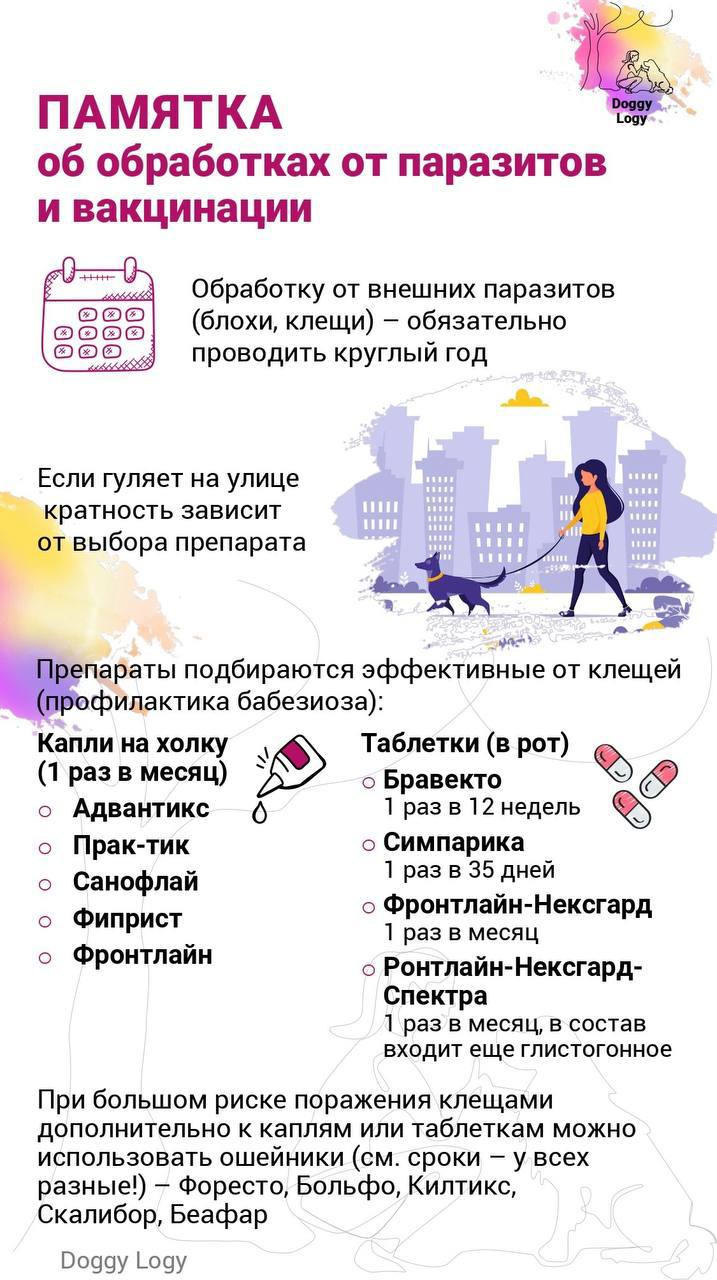 Doggy
Logy
ПАМЯТКА
об обработках от паразитов
и вакцинации
Обработку от внешних паразитов
(блохи, клещи) – обязательно
проводить круглый год
Если гуляет на улице
кратность зависит
от выбора препарата
Препараты подбираются эффективные от клещей
(профилактика бабезиоза):
Капли на холку
(1 раз в месяц)
Адвантикс
Прак-тик
Санофлай
Фиприст
Фронтлайн
Таблетки (в рот)
Бравекто
1 раз в 12 недель
Симпарика
1 раз в 35 дней
Фронтлайн-Нексгард
1 раз в месяц
Ронтлайн-Нексгард-
Спектра
1 раз в месяц, в состав
входит еще глистогонное
При большом риске поражения клещами
дополнительно к каплям или таблеткам можно
использовать ошейники (см. сроки – у всех
разные!) – Форесто, Больфо, Килтикс,
Скалибор, Беафар
Doggy Logy